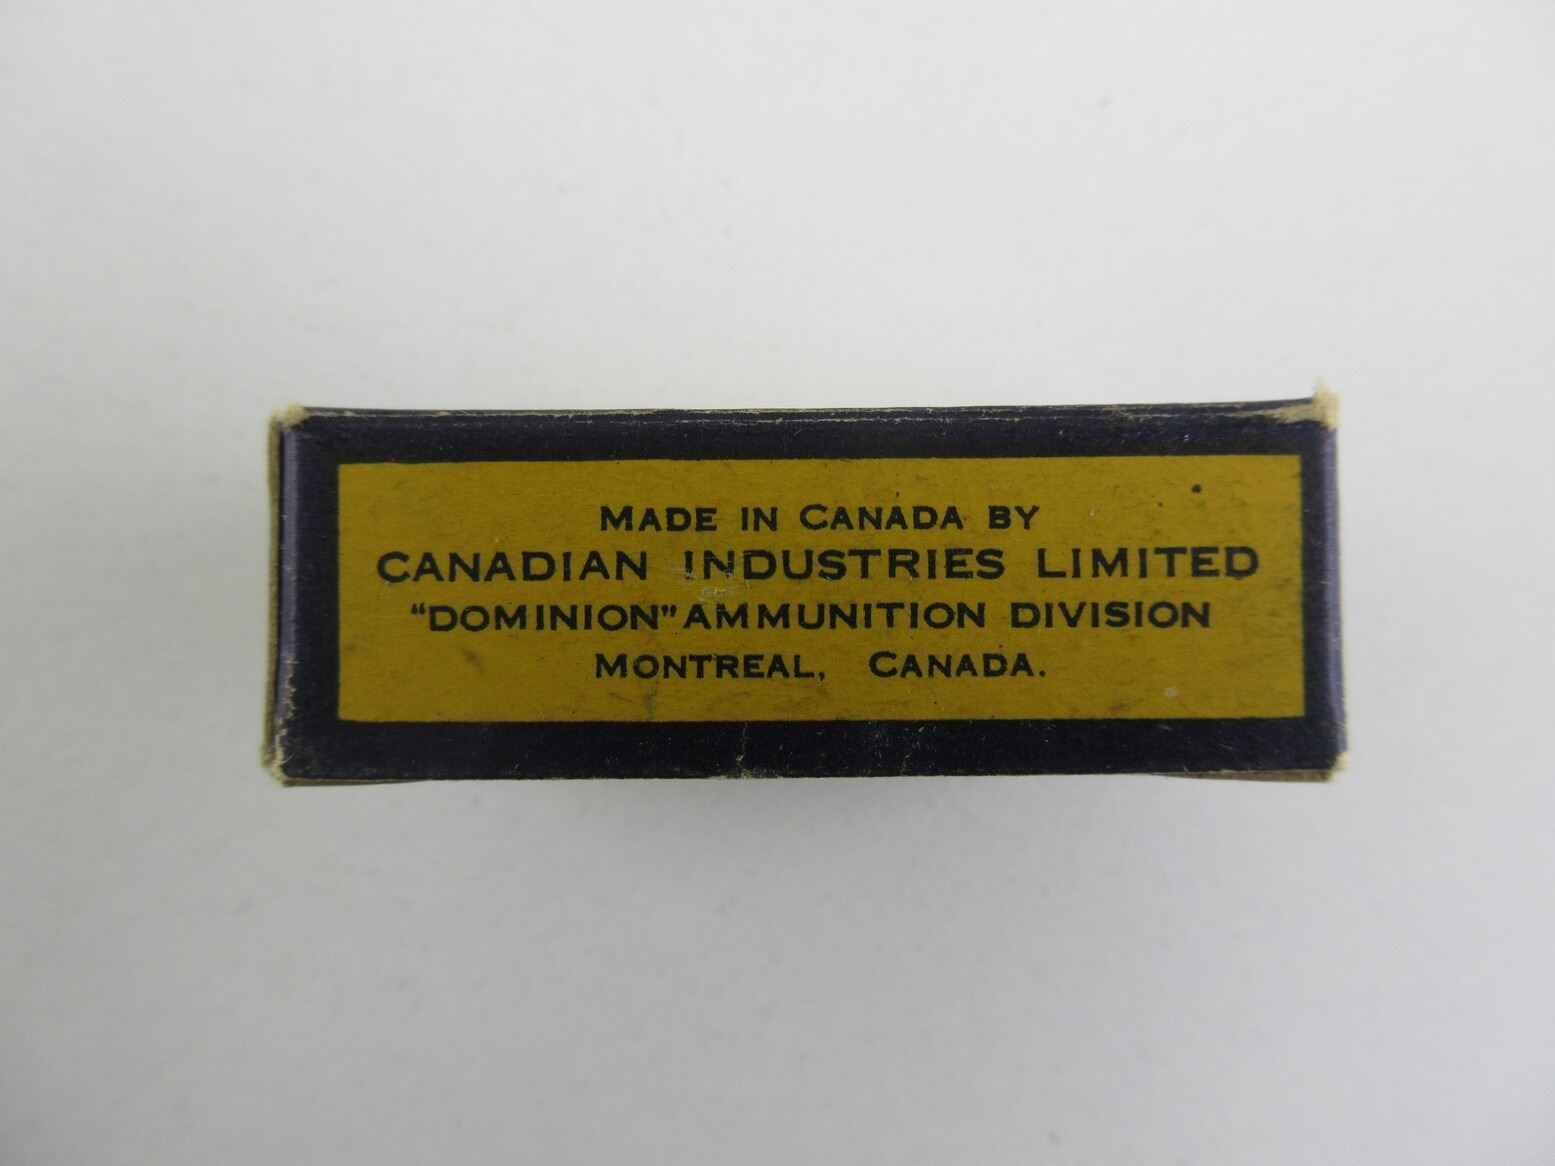 MADE IN CANADA BY
CANADIAN INDUSTRIES LIMITED
“DOMINION” AMMUNITION DIVISION
MONTREAL, CANADA.